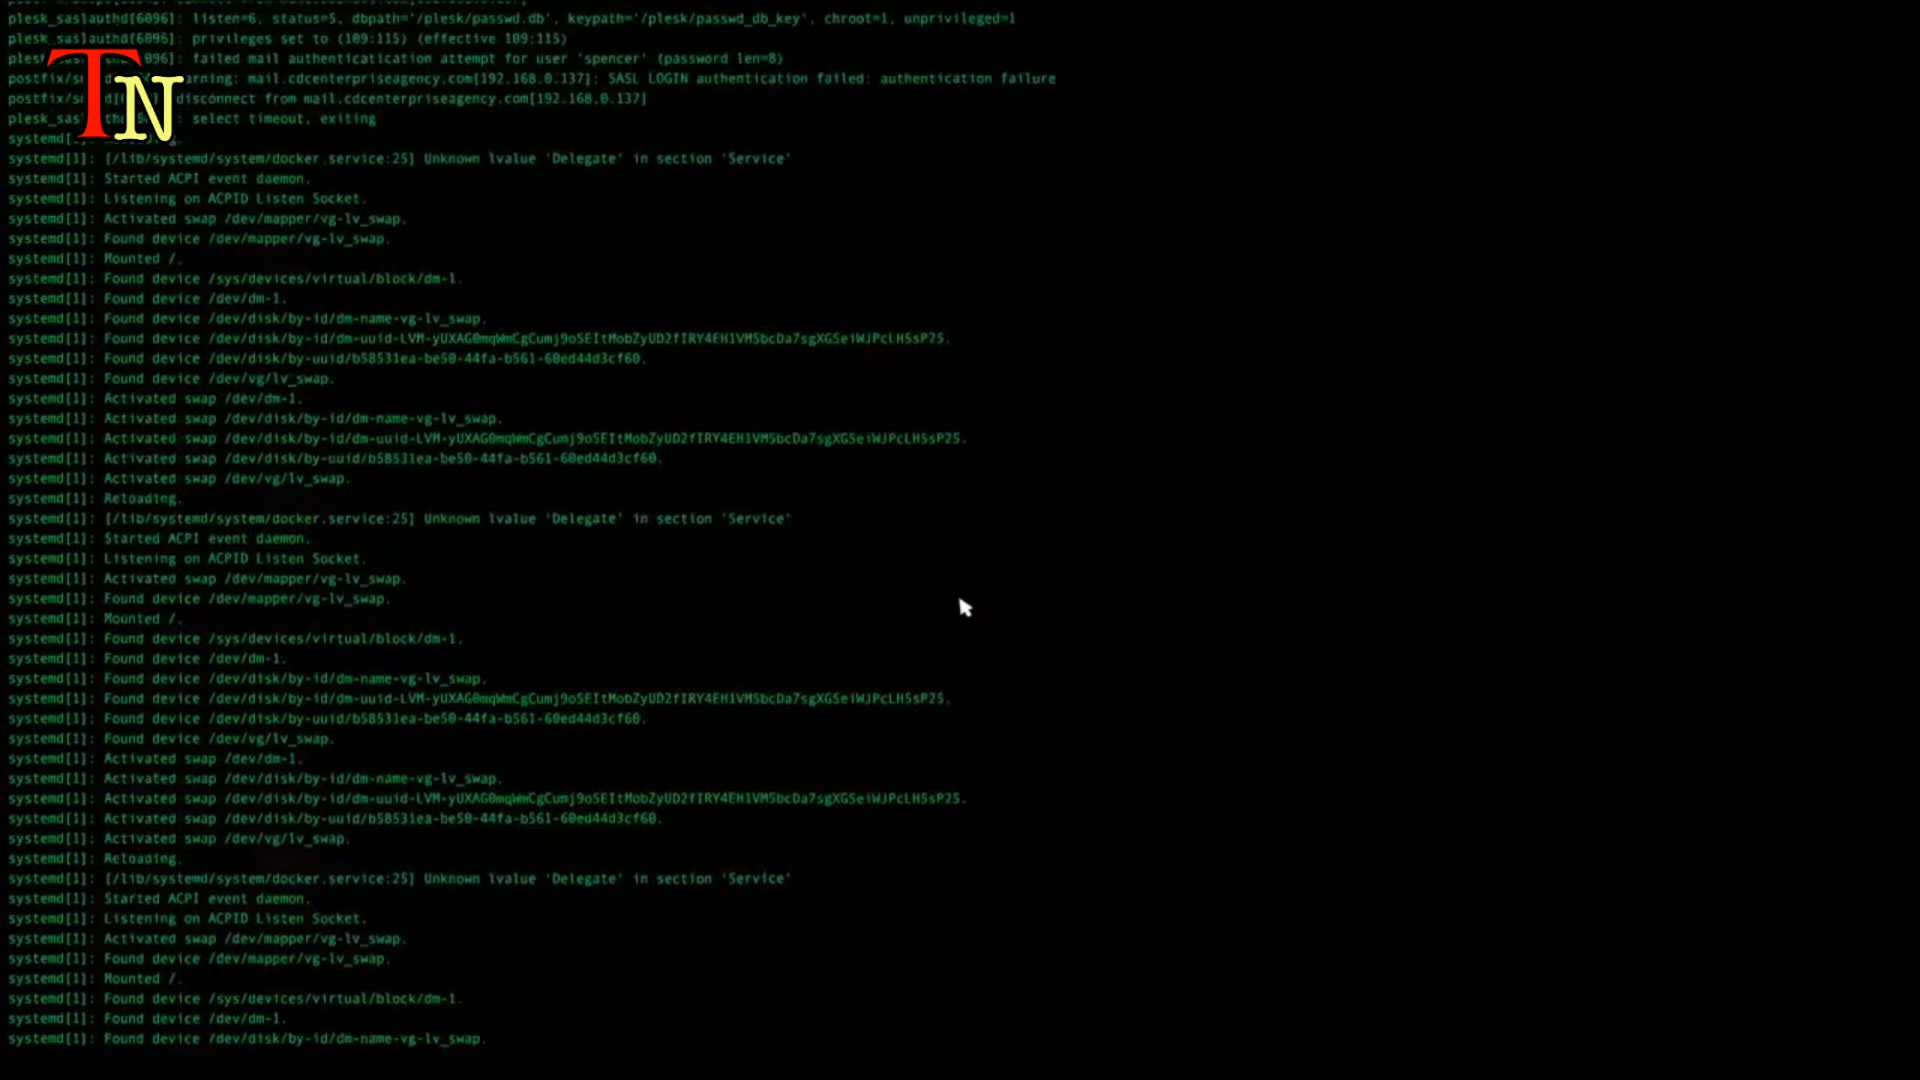 plesk_saslauthd[6096]: listen=6, status=5, dbpath='/plesk/passwd.db', keypath='/plesk/passwd_db_key', chroot=1, unprivileged=1
plesk_saslauthd[6096]: privileges set to (109:115) (effective 109:115)
096]: failed mail authenticatication attempt for user 'spencer' (password len=8)
postfix/s arning: mail.cdcenterpriseagency.com[192.168.0.137]: SASL LOGIN authentication failed: authentication failure
postfix/s disconnect from mail.cdcenterpriseagency.com[192.168.0.137]
plesk_sas : select timeout, exiting
TN
systemd[
systemd[1]: [/lib/systemd/system/docker.service:25] Unknown lvalue 'Delegate' in section 'Service'
systemd[1]: Started ACPI event daemon.
systemd[1]: Listening on ACPID Listen Socket.
systemd[1]: Activated swap /dev/mapper/vg-lv_swap.
systemd[1]: Found device /dev/mapper/vg-lv_swap.
systemd[1]: Mounted /.
systemd[1]: Found device /sys/devices/virtual/block/dm-1.
systemd[1]: Found device /dev/dm-1.
systemd[1]: Found device /dev/disk/by-id/dm-name-vg-lv_swap.
systemd[1]: Found device /dev/disk/by-id/dm-uuid-LVM-yUXAG0mqWmCgCumj9o5EItMobZyUD2fIRY4EH1VM5bcDa7sgXGSeiWJPcLH5sP25.
systemd[1]: Found device /dev/disk/by-uuid/b58531ea-be50-44fa-b561-60ed44d3cf60.
systemd[1]: Found device /dev/vg/lv_swap.
systemd[1]: Activated swap /dev/dm-1.
systemd[1]: Activated swap /dev/disk/by-id/dm-name-vg-lv_swap.
systemd[1]: Activated swap /dev/disk/by-id/dm-uuid-LVM-yUXAG0mqWmCgCumj9o5EItMobZyUD2fIRY4EH1VM5bcDa7sgXGSeiWJPcLH5sP25.
systemd[1]: Activated swap /dev/disk/by-uuid/b58531ea-be50-44fa-b561-60ed44d3cf60.
systemd[1]: Activated swap /dev/vg/lv_swap.
systemd[1]: Reloading.
systemd[1]: [/lib/systemd/system/docker.service:25] Unknown lvalue 'Delegate' in section 'Service'
systemd[1]: Started ACPI event daemon.
systemd[1]: Listening on ACPID Listen Socket.
systemd[1]: Activated swap /dev/mapper/vg-lv_swap.
systemd[1]: Found device /dev/mapper/vg-lv_swap.
systemd[1]: Mounted /.
systemd[1]: Found device /sys/devices/virtual/block/dm-1.
systemd[1]: Found device /dev/dm-1.
systemd[1]: Found device /dev/disk/by-id/dm-name-vg-lv_swap.
systemd[1]: Found device /dev/disk/by-id/dm-uuid-LVM-yUXAG0mqWmCgCumj9o5EItMobZyUD2fIRY4EH1VM5bcDa7sgXGSeiWJPcLH5sP25.
systemd[1]: Found device /dev/disk/by-uuid/b58531ea-be50-44fa-b561-60ed44d3cf60.
systemd[1]: Found device /dev/vg/lv_swap.
systemd[1]: Activated swap /dev/dm-1.
systemd[1]: Activated swap /dev/disk/by-id/dm-name-vg-lv_swap.
systemd[1]: Activated swap /dev/disk/by-id/dm-uuid-LVM-yUXAG0mqWmCgCumj9o5EItMobZyUD2fIRY4EH1VM5bcDa7sgXGSeiWJPcLH5sP25.
systemd[1]: Activated swap /dev/disk/by-uuid/b58531ea-be50-44fa-b561-60ed44d3cf60.
systemd[1]: Activated swap /dev/vg/lv_swap.
systemd[1]: Reloading.
systemd[1]: [/lib/systemd/system/docker.service:25] Unknown lvalue 'Delegate' in section 'Service'
systemd[1]: Started ACPI event daemon.
systemd[1]: Listening on ACPID Listen Socket.
systemd[1]: Activated swap /dev/mapper/vg-lv_swap.
systemd[1]: Found device /dev/mapper/vg-lv_swap.
systemd[1]: Mounted /.
systemd[1]: Found device /sys/devices/virtual/block/dm-1.
systemd[1]: Found device /dev/dm-1.
systemd[1]: Found device /dev/disk/by-id/dm-name-vg-lv_swap.